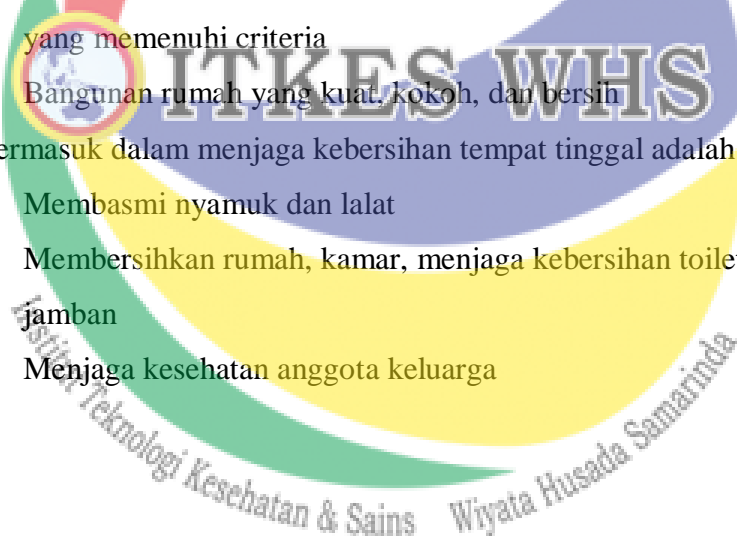 yang memenuhi criteria
ITKES WHS
Bangunan rumah yang kuat, kokoh, dan bersih
ermasuk dalam menjaga kebersihan tempat tinggal adalah
Membasmi nyamuk dan lalat
Membersihkan rumah, kamar, menjaga kebersihan toile
jamban
Menjaga kesehatan anggota keluarga
Institut Teknologi Kesehatan & Sains Wiyata Husada Samarinda